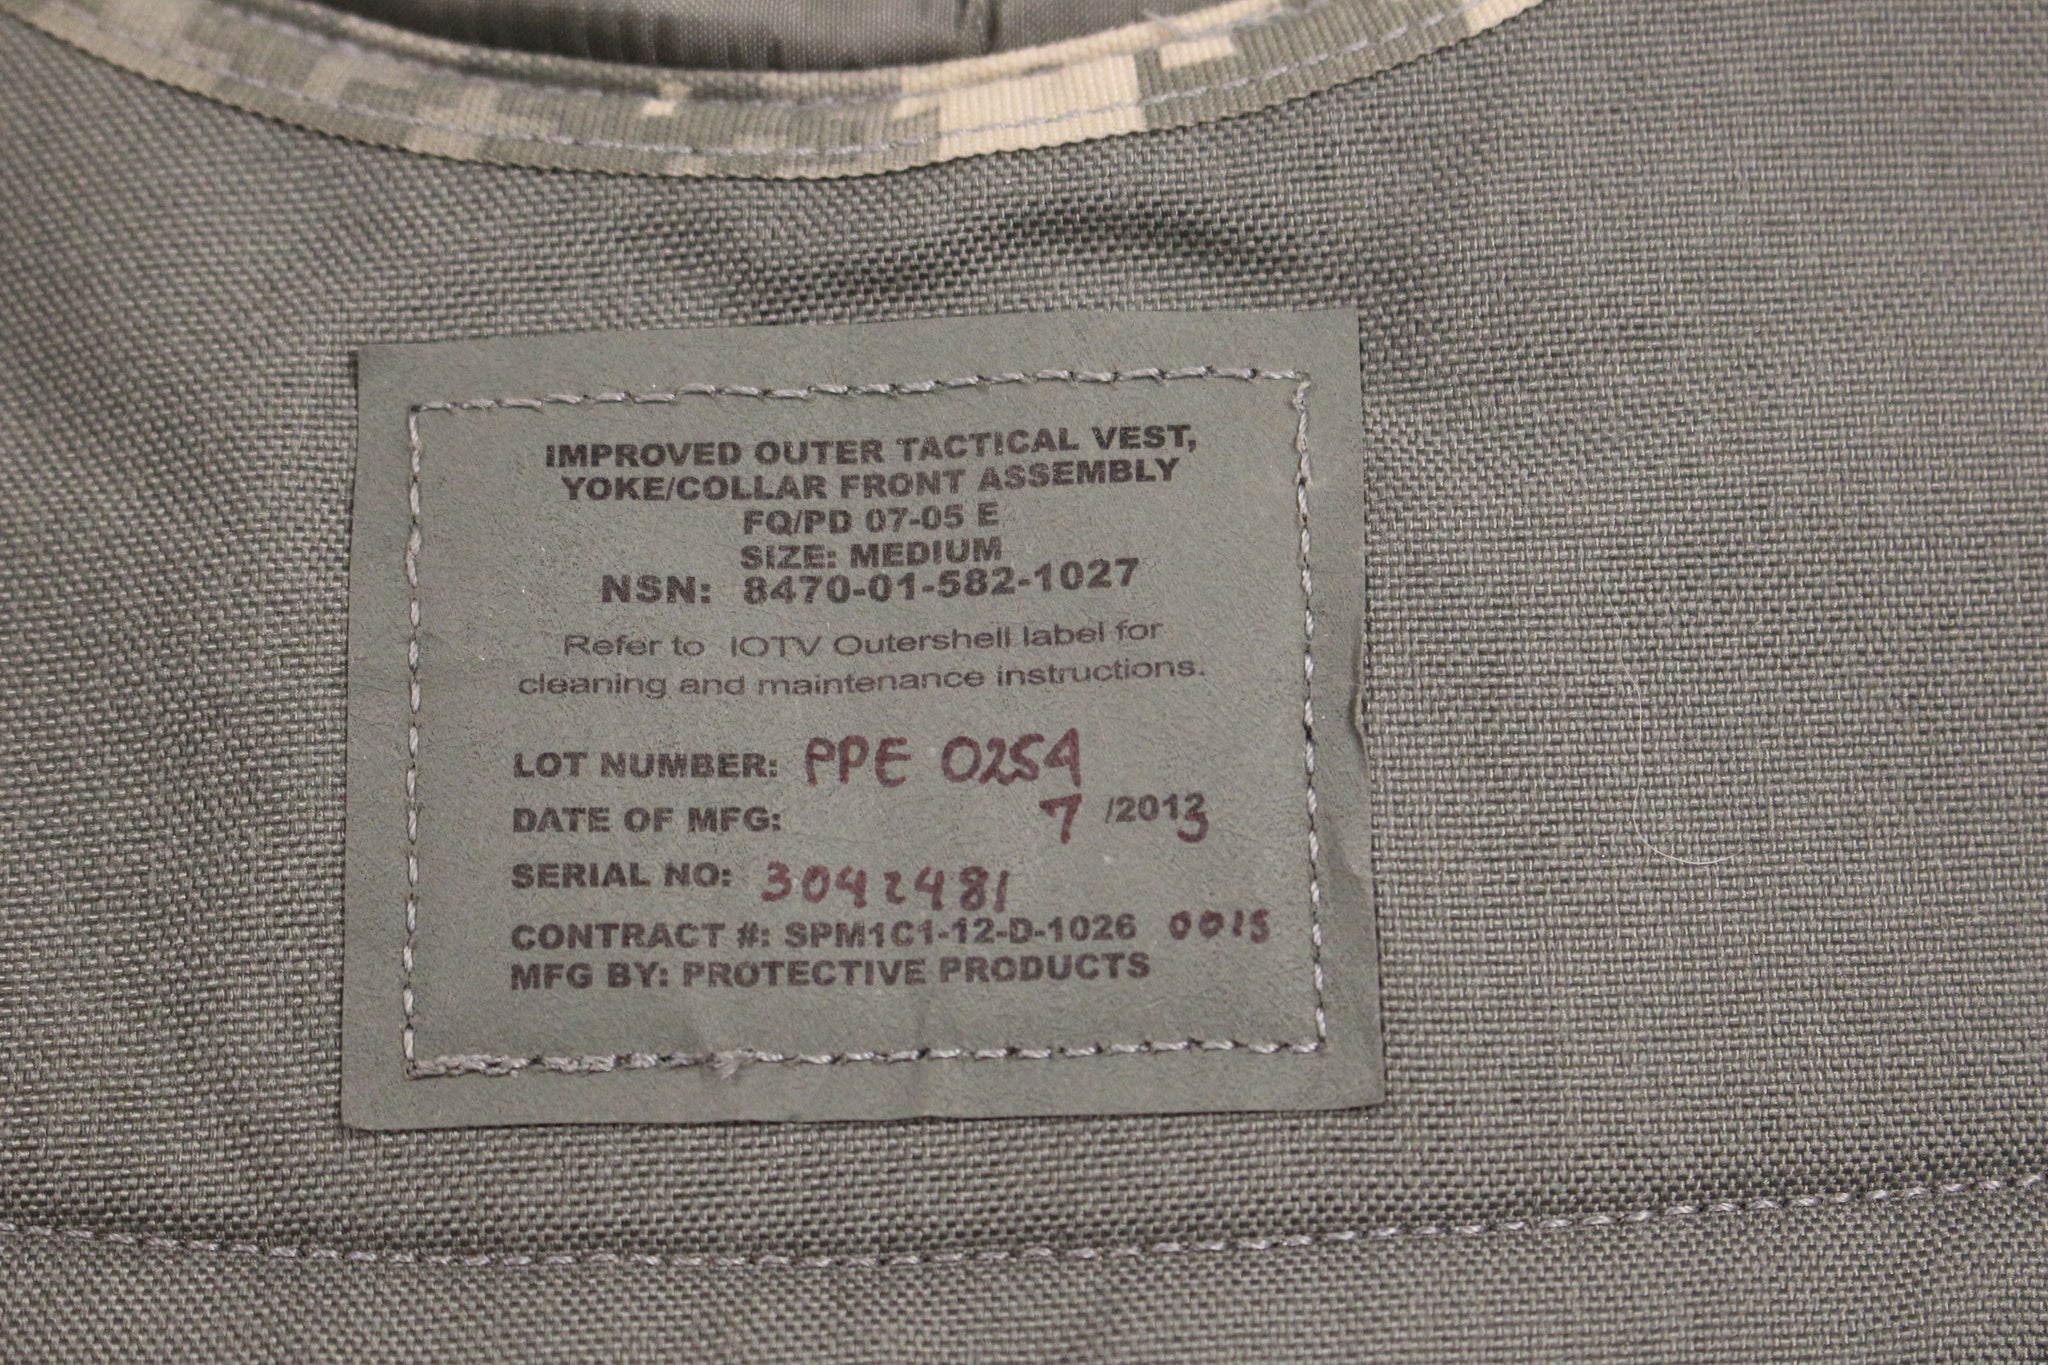 IMPROVED OUTER TACTICAL VEST,
YOKE/COLLAR FRONT ASSEMBLY
FQ/PD 07-05 E
SIZE: MEDIUM
NSN: 8470-01-582-1027
Refer to IOTV Outershell label for
cleaning and maintenance instructions.
LOT NUMBER: PPE 0254
DATE OF MFG: 7 /2013
SERIAL NO: 3042481
CONTRACT #: SPM1C1-12-D-1026 0015
MFG BY: PROTECTIVE PRODUCTS